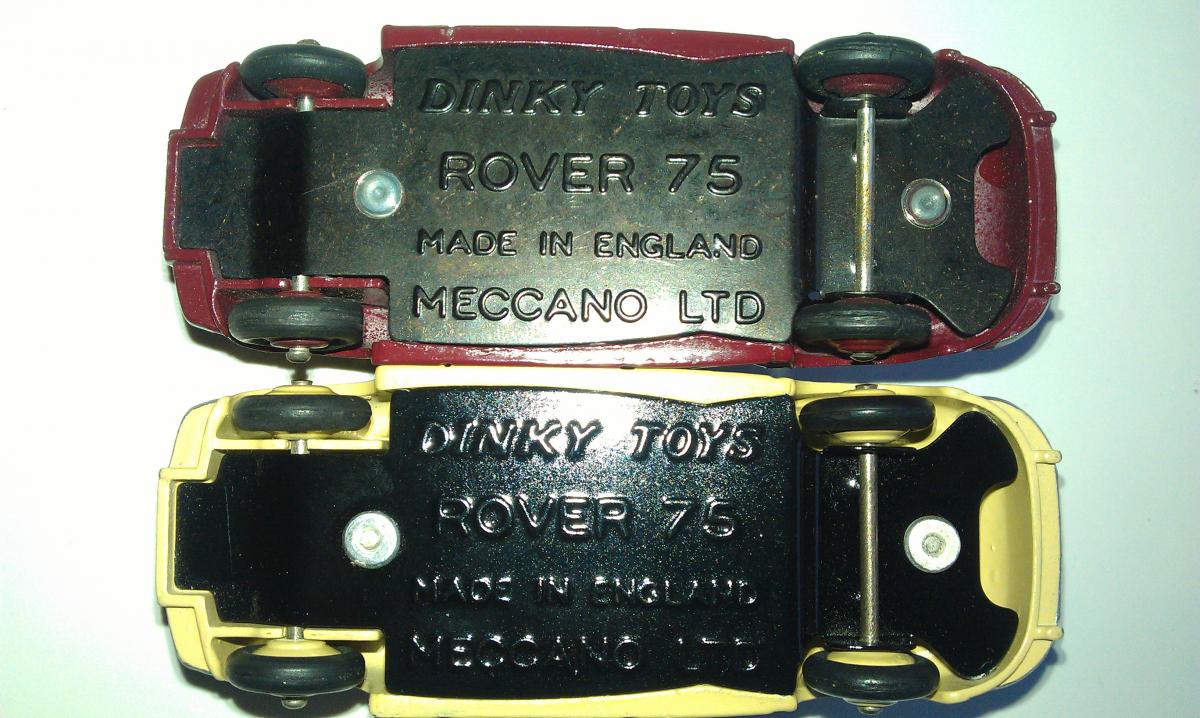 DINKY TOYS
ROVER 75
MADE IN ENGLAND
MECCANO LTD
DINKY TOYS
ROVER 75
MADE IN ENGLAND
MECCANO LTD